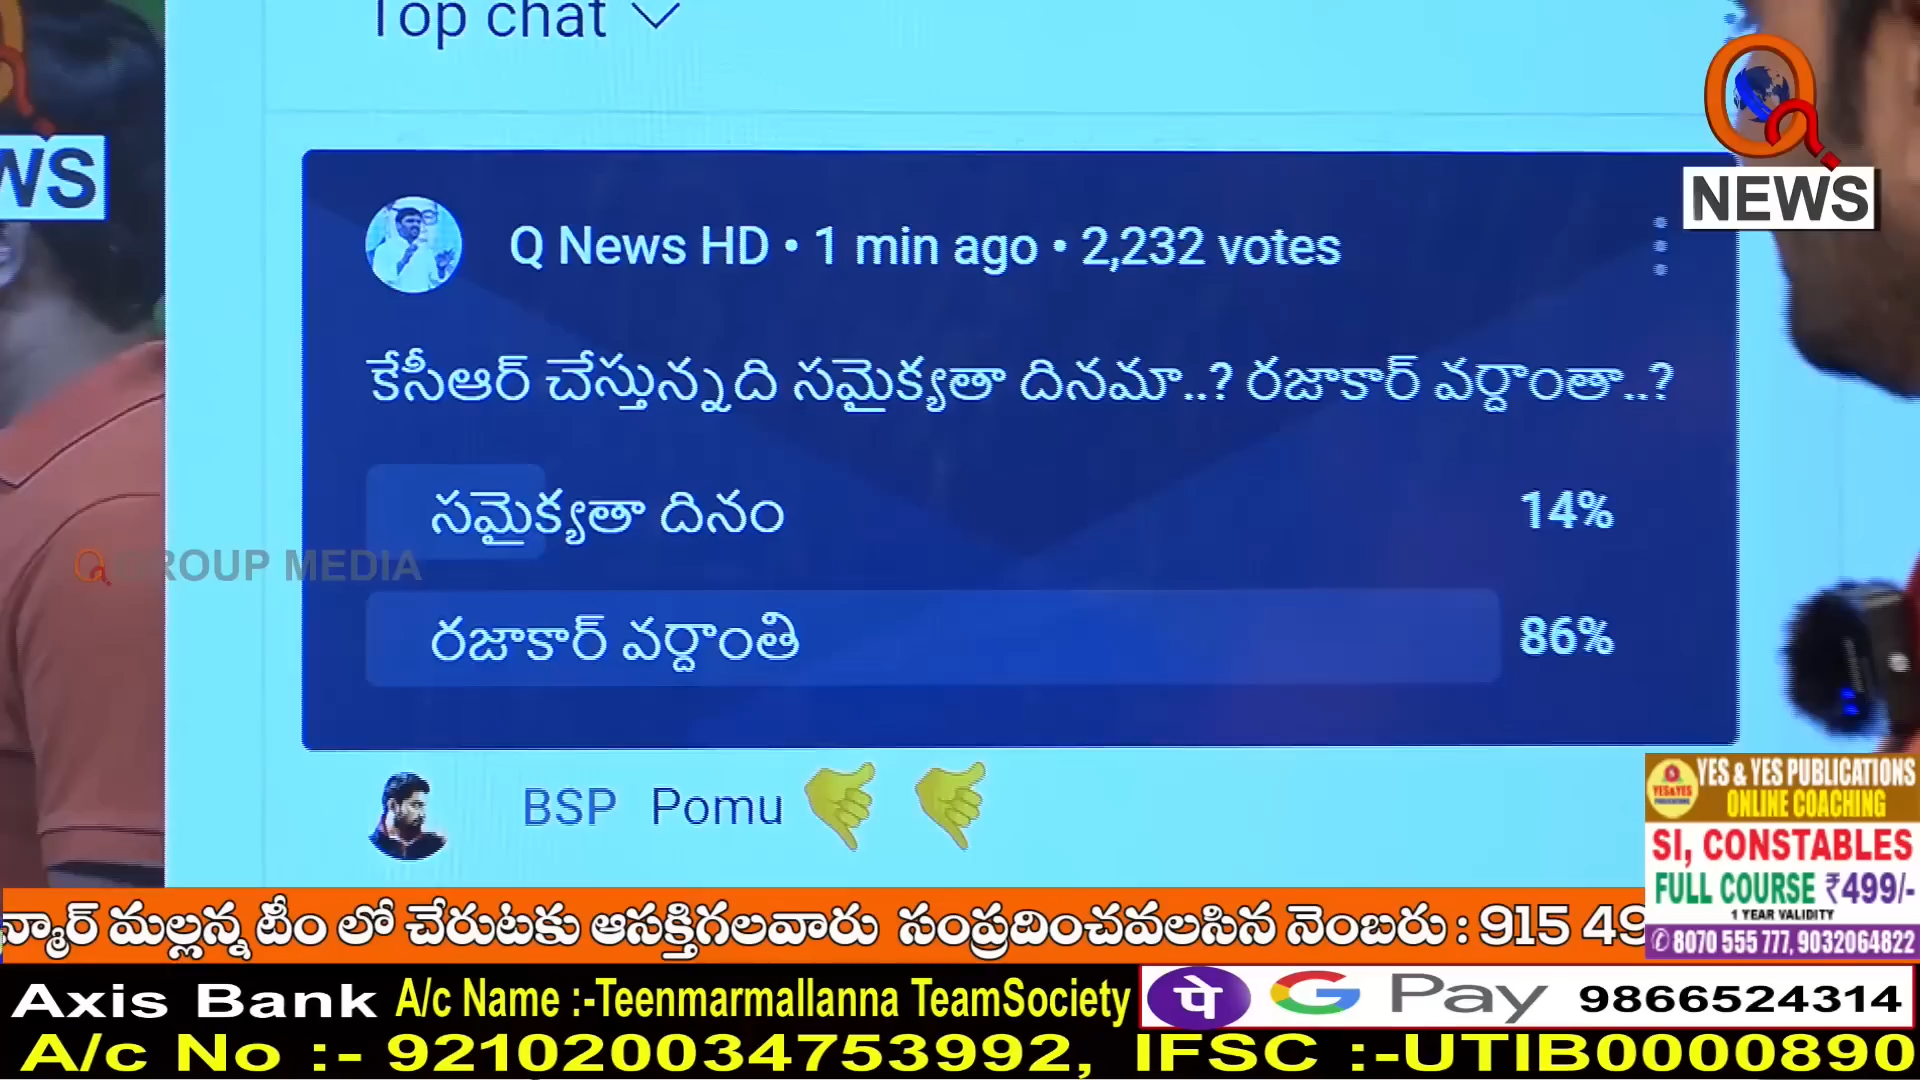 Top chat
WS
NEWS
Q News HD • 1 min ago • 2,232 votes
కేసీఆర్ చేస్తున్నది సమైక్యతా దినమా..? రజాకార్ వర్దాంతా..?
సమైక్యతా దినం 14%
Q GROUP MEDIA
రజాకార్ వర్దాంతి 86%
BSP Pomu
YES & YES PUBLICATIONS
ONLINE COACHING
YES&YES
SI, CONSTABLES
FULL COURSE ₹499/-
1 YEAR VALIDITY
✆ 8070 555 777, 9032064822
న్మార్ మల్లన్న టీం లో చేరుటకు ఆసక్తిగలవారు సంప్రదించవలసిన నెంబరు : 915 49
Axis Bank A/c Name :-Teenmarmallanna TeamSociety पे G Pay 9866524314
A/c No :- 921020034753992, IFSC :-UTIB0000890